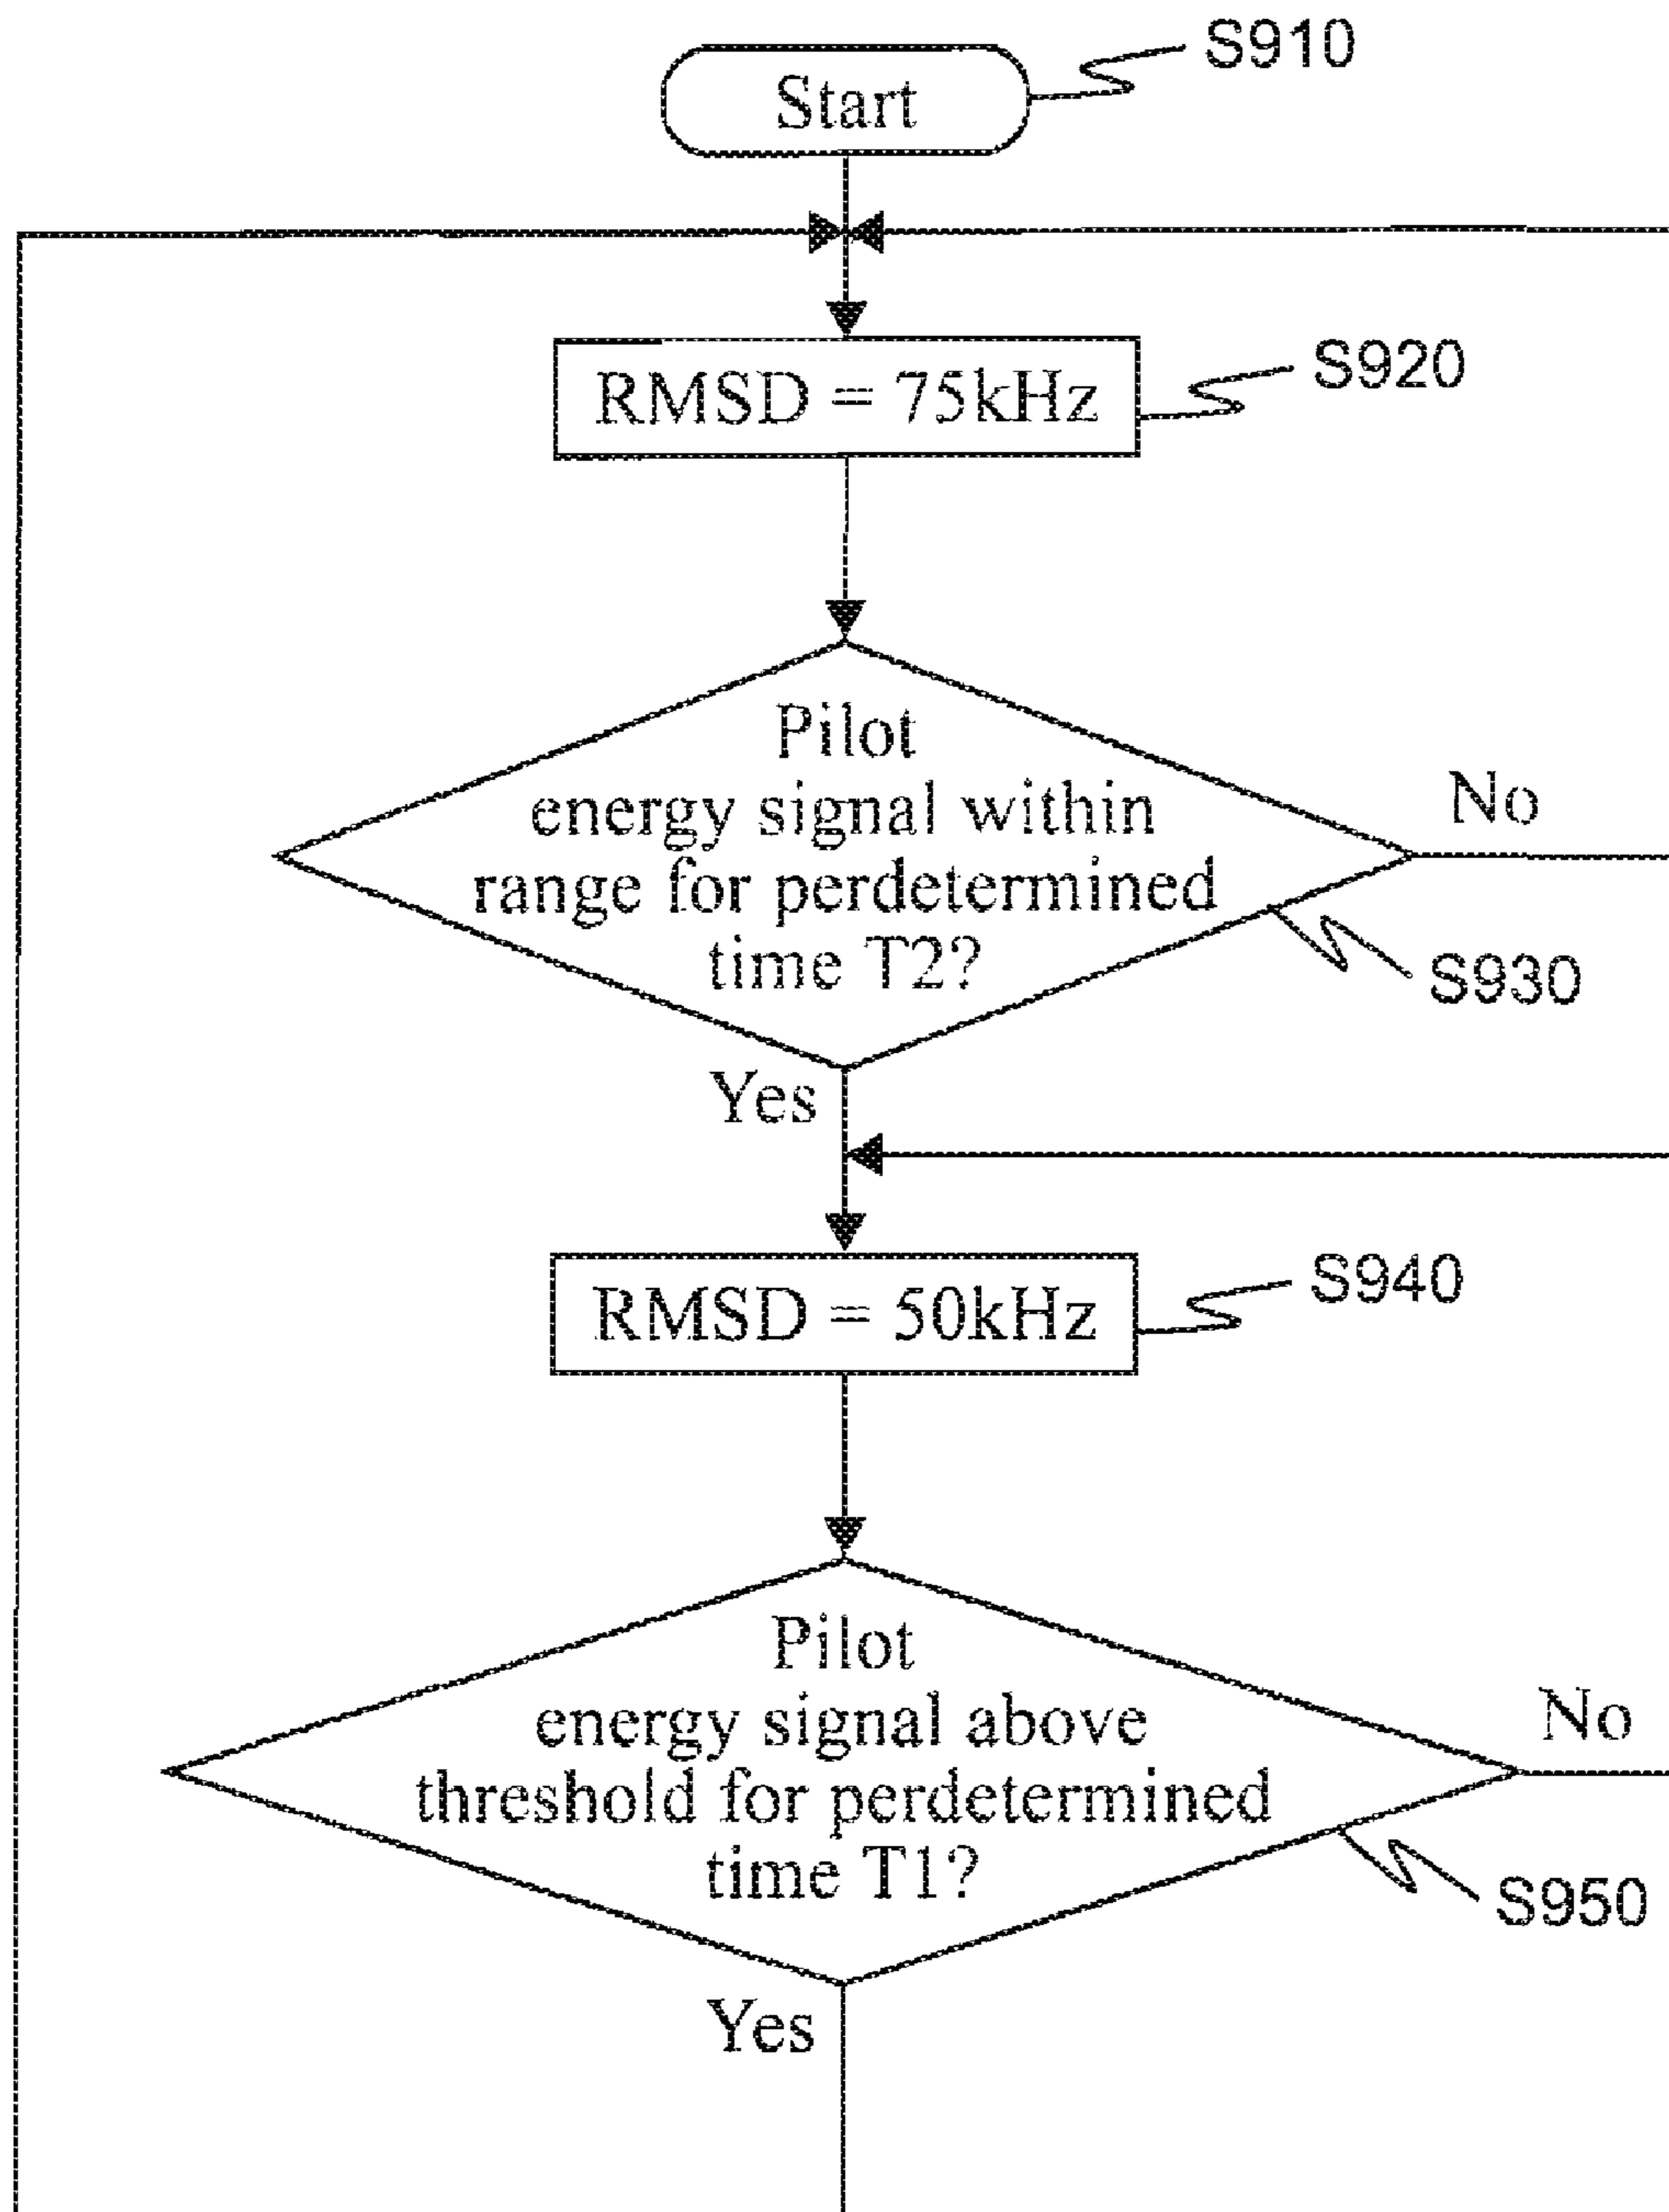 S910
Start
RMSD = 75kHz
S920
Pilot
energy signal within
range for perdetermined
time T2?
No
S930
Yes
RMSD = 50kHz
S940
Pilot
energy signal above
threshold for perdetermined
time T1?
No
S950
Yes